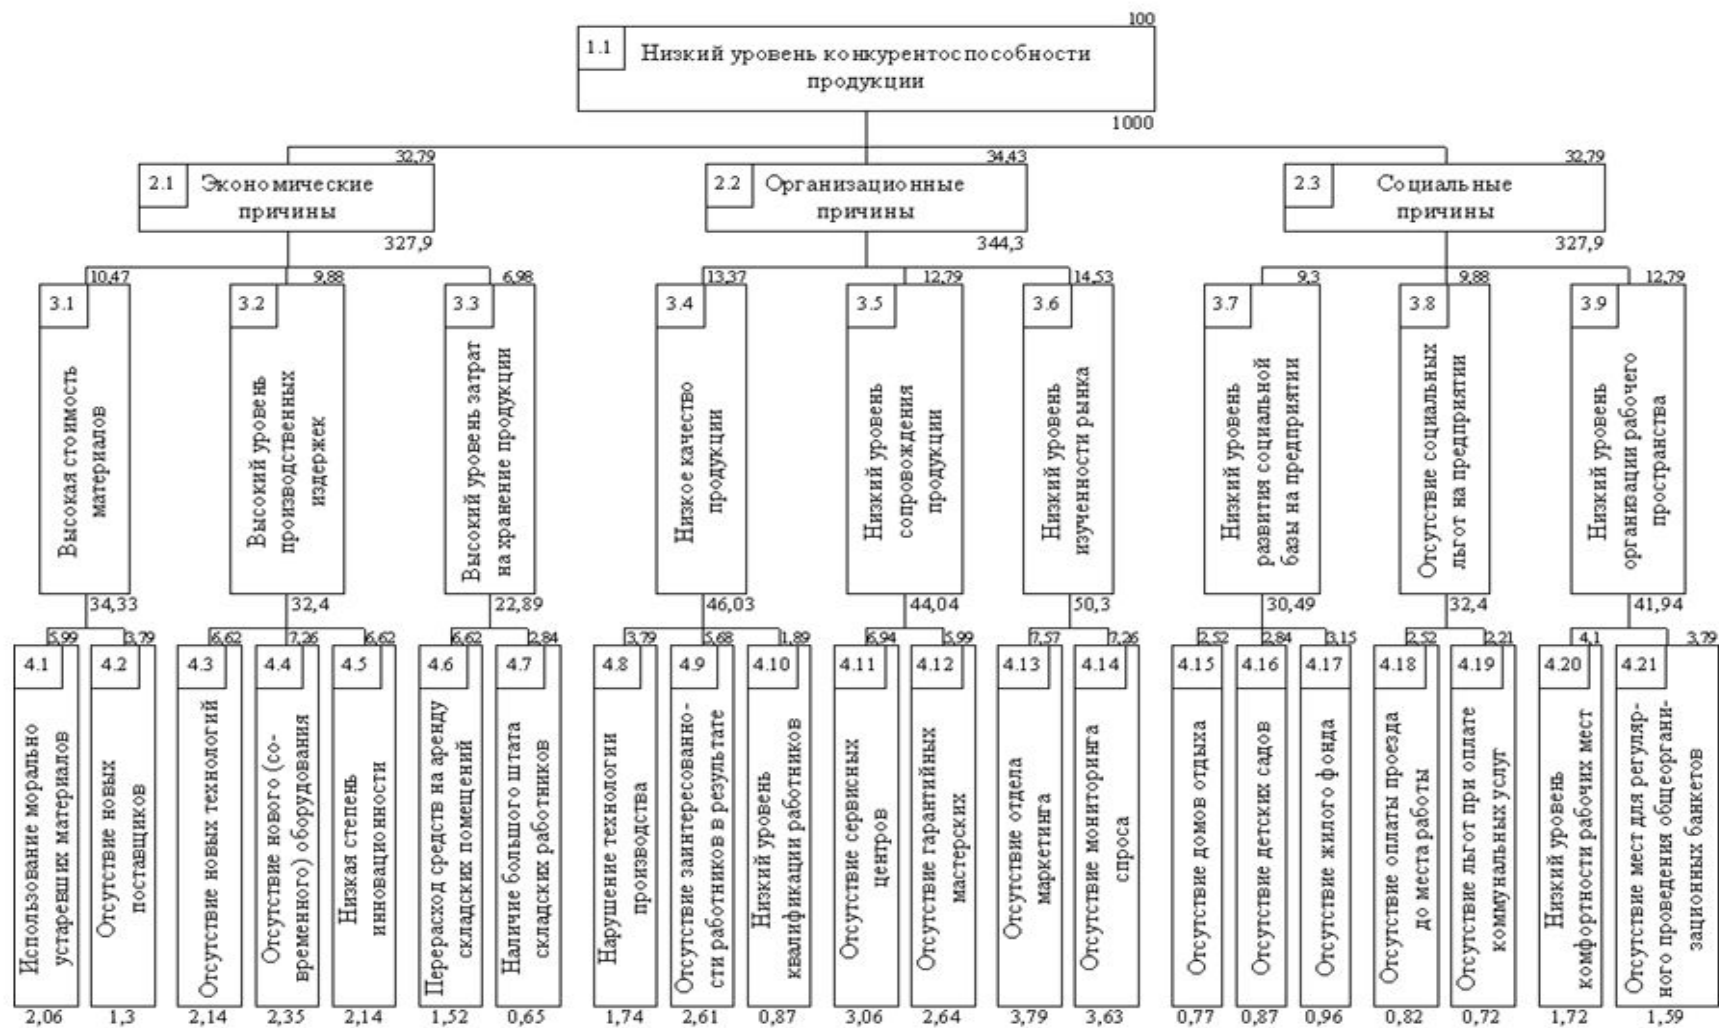 100
1.1
Низкий уровень конкурентоспособности
продукции
1000
32,79
2.1
Экономические
причины
327,9
34,43
2.2
Организационные
причины
344,3
32,79
2.3
Социальные
причины
327,9
10,47
3.1
Высокая стоимость
материалов
34,33
9,88
3.2
Высокий уровень
производственных
издержек
32,4
6,98
3.3
Высокий уровень затрат
на хранение продукции
22,89
13,37
3.4
Низкое качество
продукции
46,03
12,79
3.5
Низкий уровень
сопровождения
продукции
44,04
14,53
3.6
Низкий уровень
изученности рынка
50,3
9,3
3.7
Низкий уровень
развития социальной
базы на предприятии
30,49
9,88
3.8
Отсутствие социальных
льгот на предприятии
32,4
12,79
3.9
Низкий уровень
организации рабочего
пространства
41,94
5,99
4.1
Использование морально
устаревших материалов
2,06
3,79
4.2
Отсутствие новых
поставщиков
1,3
6,62
4.3
Отсутствие новых технологий
2,14
7,26
4.4
Отсутствие нового (со-
временного) оборудования
2,35
6,62
4.5
Низкая степень
инновационности
2,14
6,62
4.6
Перерасход средств на аренду
складских помещений
1,52
2,84
4.7
Наличие большого штата
складских работников
0,65
3,79
4.8
Нарушение технологии
производства
1,74
5,68
4.9
Отсутствие заинтересованно-
сти работников в результате
2,61
1,89
4.10
Низкий уровень
квалификации работников
0,87
6,94
4.11
Отсутствие сервисных
центров
3,06
5,99
4.12
Отсутствие гарантийных
мастерских
2,64
7,57
4.13
Отсутствие отдела
маркетинга
3,79
7,26
4.14
Отсутствие мониторинга
спроса
3,63
2,52
4.15
Отсутствие домов отдыха
0,77
2,84
4.16
Отсутствие детских садов
0,87
3,15
4.17
Отсутствие жилого фонда
0,96
2,52
4.18
Отсутствие оплаты проезда
до места работы
0,82
2,21
4.19
Отсутствие льгот при оплате
коммунальных услуг
0,72
4,1
4.20
Низкий уровень
комфортности рабочих мест
1,72
3,79
4.21
Отсутствие мест для регуляр-
ного проведения общеоргани-
зационных банкетов
1,59